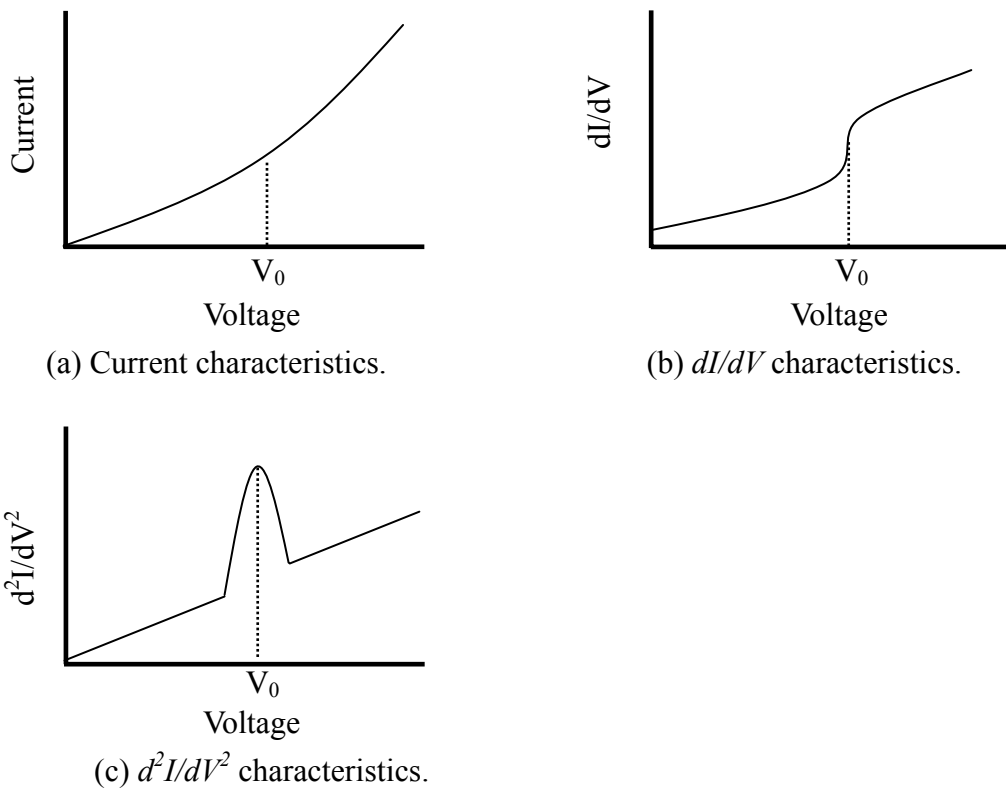 Current
V₀
Voltage
(a) Current characteristics.
dI/dV
V₀
Voltage
(b) dI/dV characteristics.
d²I/dV²
V₀
Voltage
(c) d²I/dV² characteristics.